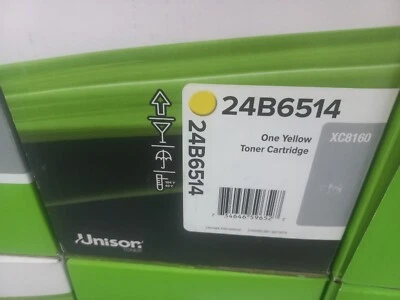 24B6514
One Yellow
Toner Cartridge
XC8160
24B6514
Unison